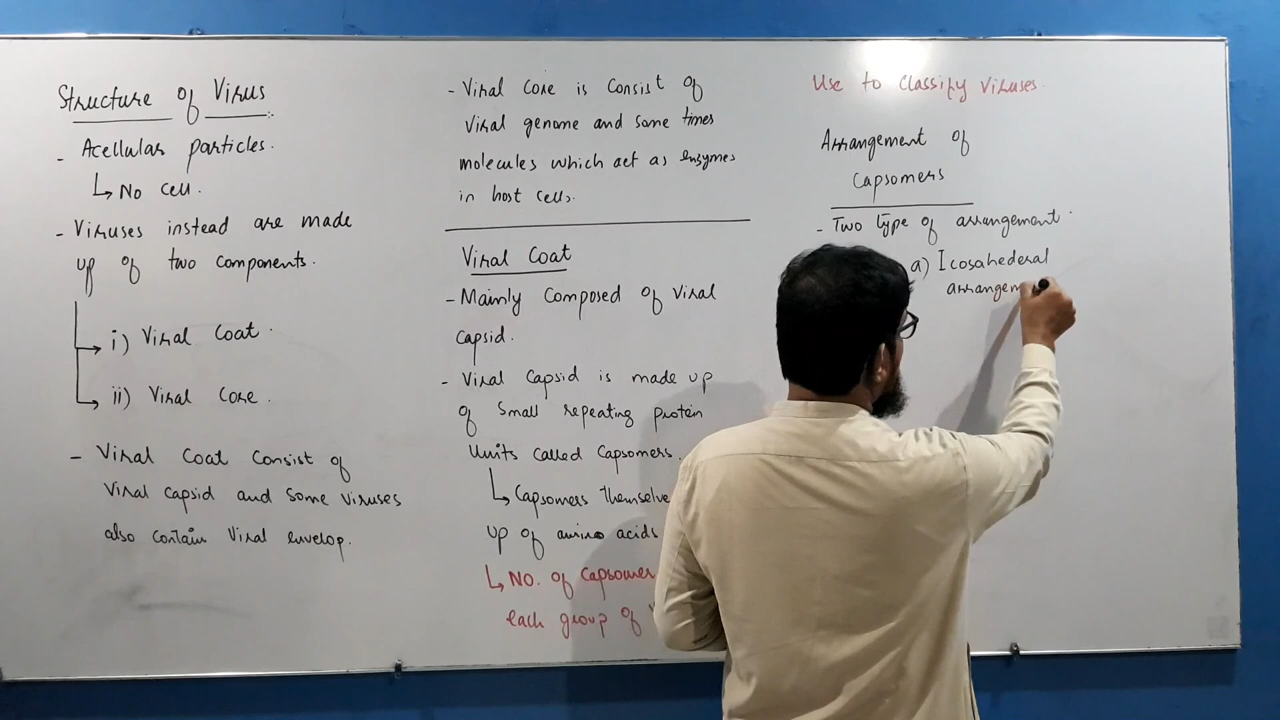 Structure of Virus
- Acellular particles.
↳ No cell.
- Viruses instead are made
up of two components.
→ i) Viral Coat.
→ ii) Viral Core.
- Viral Coat Consist of
Viral capsid and Some Viruses
also contain Viral envelop.
- Viral Core is Consist of
Viral genome and Some times
molecules which act as enzymes
in host cells.
Viral Coat
- Mainly Composed of Viral
Capsid.
- Viral Capsid is made up
of Small repeating protein
Units called Capsomers.
↳ Capsomers themselve
up of amino acids
↳ No. of Capsomer
each group of
Use to Classify Viruses.
Arrangement of
Capsomers
- Two type of arrangement.
a) Icosahederal
arrangem